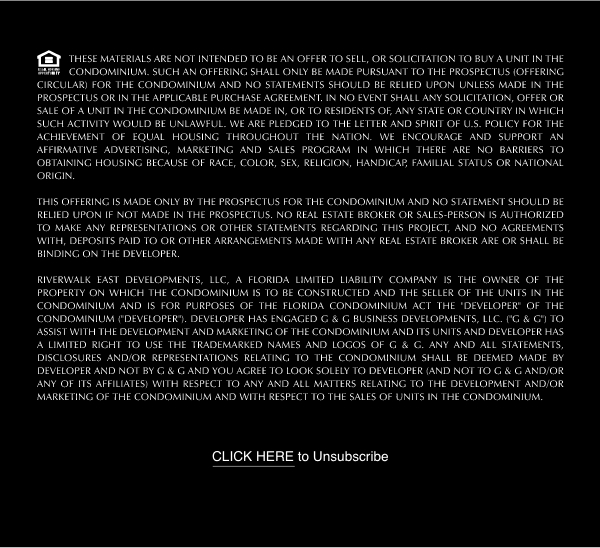 THESE MATERIALS ARE NOT INTENDED TO BE AN OFFER TO SELL, OR SOLICITATION TO BUY A UNIT IN THE
CONDOMINIUM. SUCH AN OFFERING SHALL ONLY BE MADE PURSUANT TO THE PROSPECTUS (OFFERING
CIRCULAR) FOR THE CONDOMINIUM AND NO STATEMENTS SHOULD BE RELIED UPON UNLESS MADE IN THE
PROSPECTUS OR IN THE APPLICABLE PURCHASE AGREEMENT. IN NO EVENT SHALL ANY SOLICITATION, OFFER OR
SALE OF A UNIT IN THE CONDOMINIUM BE MADE IN, OR TO RESIDENTS OF, ANY STATE OR COUNTRY IN WHICH
SUCH ACTIVITY WOULD BE UNLAWFUL. WE ARE PLEDGED TO THE LETTER AND SPIRIT OF U.S. POLICY FOR THE
ACHIEVEMENT OF EQUAL HOUSING THROUGHOUT THE NATION. WE ENCOURAGE AND SUPPORT AN
AFFIRMATIVE ADVERTISING, MARKETING AND SALES PROGRAM IN WHICH THERE ARE NO BARRIERS TO
OBTAINING HOUSING BECAUSE OF RACE, COLOR, SEX, RELIGION, HANDICAP, FAMILIAL STATUS OR NATIONAL
ORIGIN.
THIS OFFERING IS MADE ONLY BY THE PROSPECTUS FOR THE CONDOMINIUM AND NO STATEMENT SHOULD BE
RELIED UPON IF NOT MADE IN THE PROSPECTUS. NO REAL ESTATE BROKER OR SALES-PERSON IS AUTHORIZED
TO MAKE ANY REPRESENTATIONS OR OTHER STATEMENTS REGARDING THIS PROJECT, AND NO AGREEMENTS
WITH, DEPOSITS PAID TO OR OTHER ARRANGEMENTS MADE WITH ANY REAL ESTATE BROKER ARE OR SHALL BE
BINDING ON THE DEVELOPER.
RIVERWALK EAST DEVELOPMENTS, LLC, A FLORIDA LIMITED LIABILITY COMPANY IS THE OWNER OF THE
PROPERTY ON WHICH THE CONDOMINIUM IS TO BE CONSTRUCTED AND THE SELLER OF THE UNITS IN THE
CONDOMINIUM AND IS FOR PURPOSES OF THE FLORIDA CONDOMINIUM ACT THE "DEVELOPER" OF THE
CONDOMINIUM ("DEVELOPER"). DEVELOPER HAS ENGAGED G & G BUSINESS DEVELOPMENTS, LLC. ("G & G") TO
ASSIST WITH THE DEVELOPMENT AND MARKETING OF THE CONDOMINIUM AND ITS UNITS AND DEVELOPER HAS
A LIMITED RIGHT TO USE THE TRADEMARKED NAMES AND LOGOS OF G & G. ANY AND ALL STATEMENTS,
DISCLOSURES AND/OR REPRESENTATIONS RELATING TO THE CONDOMINIUM SHALL BE DEEMED MADE BY
DEVELOPER AND NOT BY G & G AND YOU AGREE TO LOOK SOLELY TO DEVELOPER (AND NOT TO G & G AND/OR
ANY OF ITS AFFILIATES) WITH RESPECT TO ANY AND ALL MATTERS RELATING TO THE DEVELOPMENT AND/OR
MARKETING OF THE CONDOMINIUM AND WITH RESPECT TO THE SALES OF UNITS IN THE CONDOMINIUM.
CLICK HERE to Unsubscribe